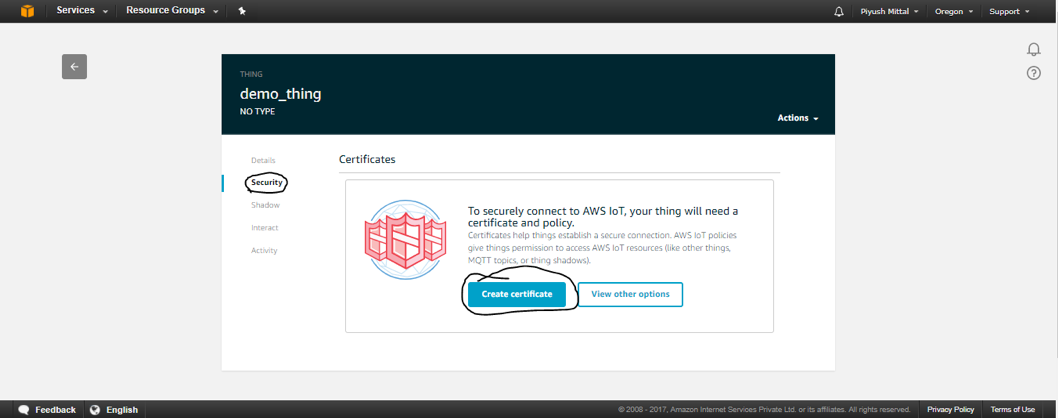 Services Resource Groups Piyush Mittal Oregon Support
THING
demo_thing
NO TYPE
Actions
Details
Security
Shadow
Interact
Activity
Certificates
To securely connect to AWS IoT, your thing will need a
certificate and policy.
Certificates help things establish a secure connection. AWS IoT policies
give things permission to access AWS IoT resources (like other things,
MQTT topics, or thing shadows).
Create certificate View other options
Feedback English © 2008 - 2017, Amazon Internet Services Private Ltd. or its affiliates. All rights reserved. Privacy Policy Terms of Use